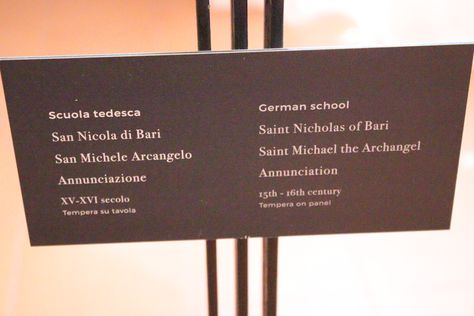 Scuola tedesca
San Nicola di Bari
San Michele Arcangelo
Annunciazione
XV-XVI secolo
Tempera su tavola
German school
Saint Nicholas of Bari
Saint Michael the Archangel
Annunciation
15th - 16th century
Tempera on panel